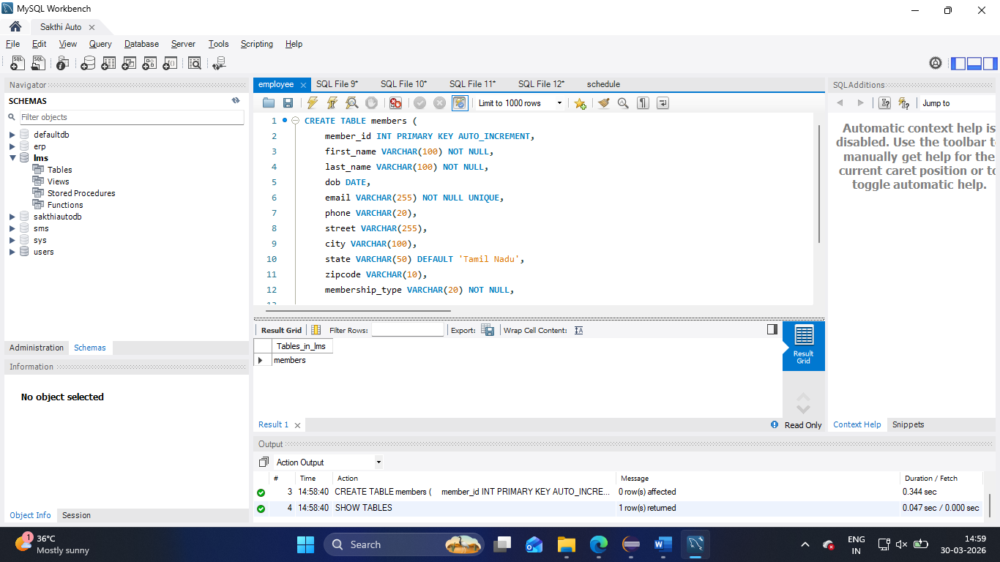 MySQL Workbench
Sakthi Auto
File Edit View Query Database Server Tools Scripting Help
Navigator
SCHEMAS
Filter objects
defaultdb
erp
lms
Tables
Views
Stored Procedures
Functions
sakthiautodb
sms
sys
users
Administration Schemas
Information
No object selected
Object Info Session
employee SQL File 9* SQL File 10* SQL File 11* SQL File 12* schedule
Limit to 1000 rows
1 CREATE TABLE members (
2 member_id INT PRIMARY KEY AUTO_INCREMENT,
3 first_name VARCHAR(100) NOT NULL,
4 last_name VARCHAR(100) NOT NULL,
5 dob DATE,
6 email VARCHAR(255) NOT NULL UNIQUE,
7 phone VARCHAR(20),
8 street VARCHAR(255),
9 city VARCHAR(100),
10 state VARCHAR(50) DEFAULT 'Tamil Nadu',
11 zipcode VARCHAR(10),
12 membership_type VARCHAR(20) NOT NULL,
Result Grid Filter Rows: Export: Wrap Cell Content:
Tables_in_lms
members
Result Grid
Result 1 Read Only
SQLAdditions
Jump to
Automatic context help is
disabled. Use the toolbar t
manually get help for the
current caret position or to
toggle automatic help.
Context Help Snippets
Output
Action Output
# Time Action Message Duration / Fetch
3 14:58:40 CREATE TABLE members ( member_id INT PRIMARY KEY AUTO_INCRE... 0 row(s) affected 0.344 sec
4 14:58:40 SHOW TABLES 1 row(s) returned 0.047 sec / 0.000 sec
1
36°C
Mostly sunny
Search
ENG
IN
14:59
30-03-2026